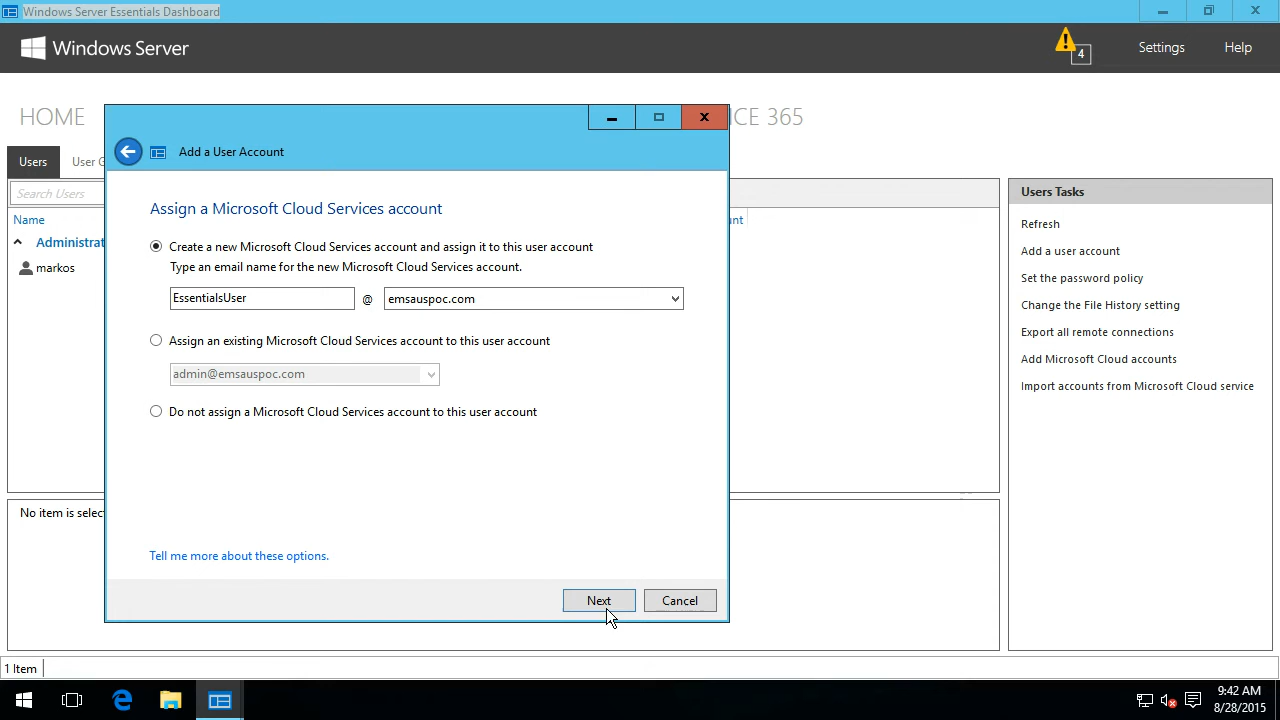 Windows Server Essentials Dashboard
Windows Server
4
Settings
Help
HOME
ICE 365
Add a User Account
Users
User G
Search Users
Name
nt
Administrat
markos
Assign a Microsoft Cloud Services account
Create a new Microsoft Cloud Services account and assign it to this user account
Type an email name for the new Microsoft Cloud Services account.
EssentialsUser @ emsauspoc.com
Assign an existing Microsoft Cloud Services account to this user account
admin@emsauspoc.com
Do not assign a Microsoft Cloud Services account to this user account
Tell me more about these options.
Next
Cancel
Users Tasks
Refresh
Add a user account
Set the password policy
Change the File History setting
Export all remote connections
Add Microsoft Cloud accounts
Import accounts from Microsoft Cloud service
No item is selec
1 Item
9:42 AM
8/28/2015